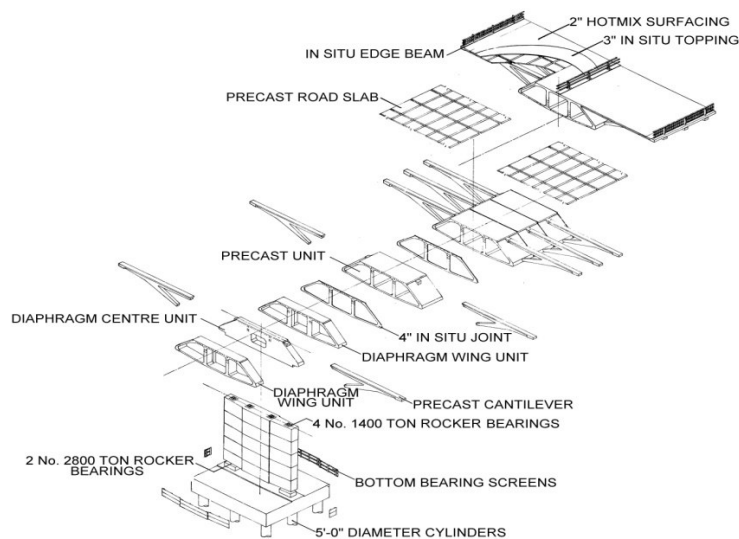 2" HOTMIX SURFACING
3" IN SITU TOPPING
IN SITU EDGE BEAM
PRECAST ROAD SLAB
PRECAST UNIT
DIAPHRAGM CENTRE UNIT
4" IN SITU JOINT
DIAPHRAGM WING UNIT
DIAPHRAGM
WING UNIT
PRECAST CANTILEVER
4 No. 1400 TON ROCKER BEARINGS
2 No. 2800 TON ROCKER
BEARINGS
BOTTOM BEARING SCREENS
5'-0" DIAMETER CYLINDERS